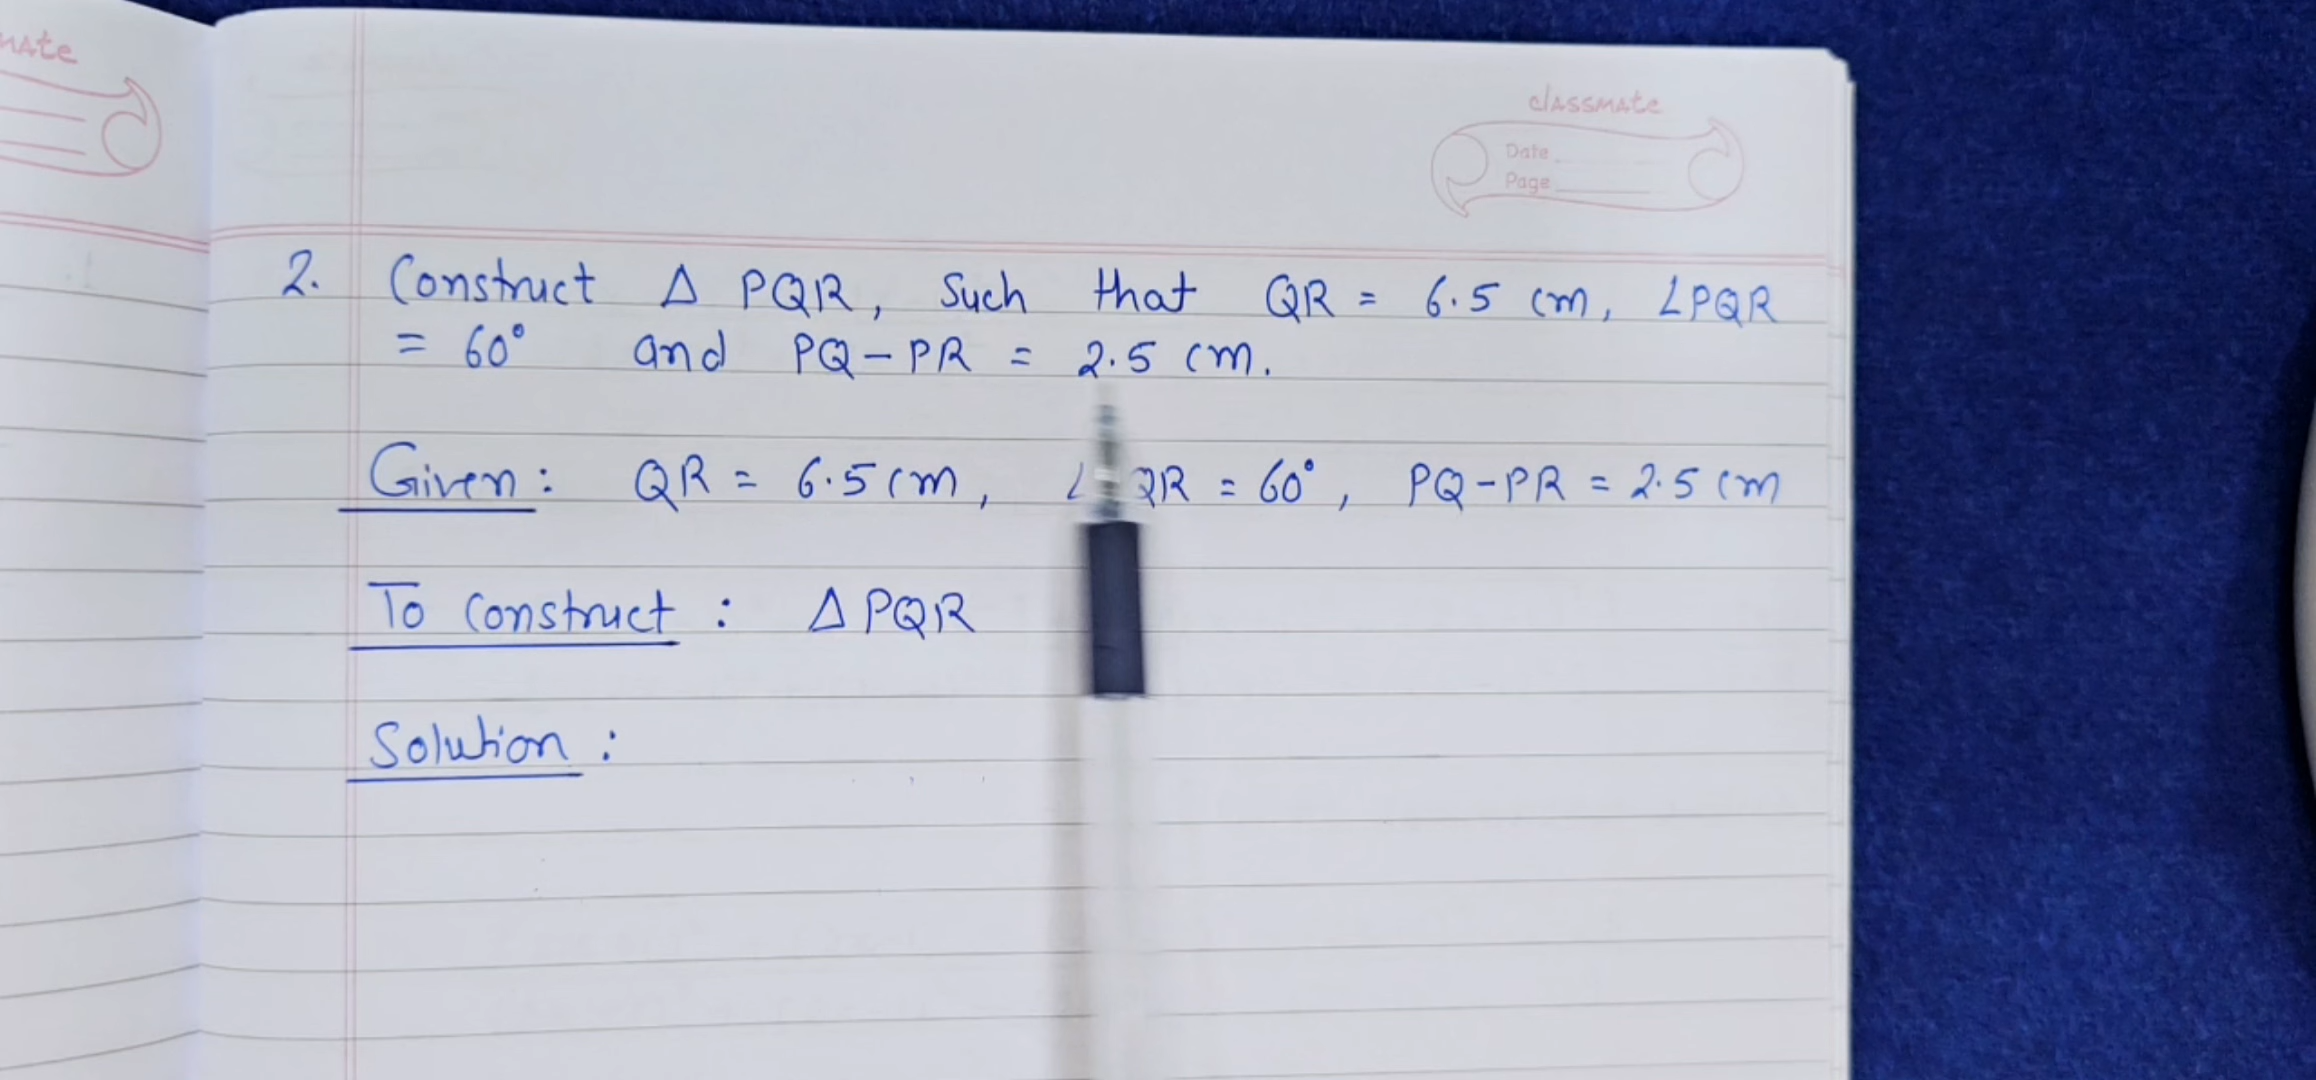 mate
classmate
Date
Page
2. Construct Δ PQR, Such that QR = 6.5 cm, ∠PQR
= 60° and PQ-PR = 2.5 cm.
Given: QR = 6.5 cm, ∠ QR = 60°, PQ-PR = 2.5 cm
To construct : Δ PQR
Solution :